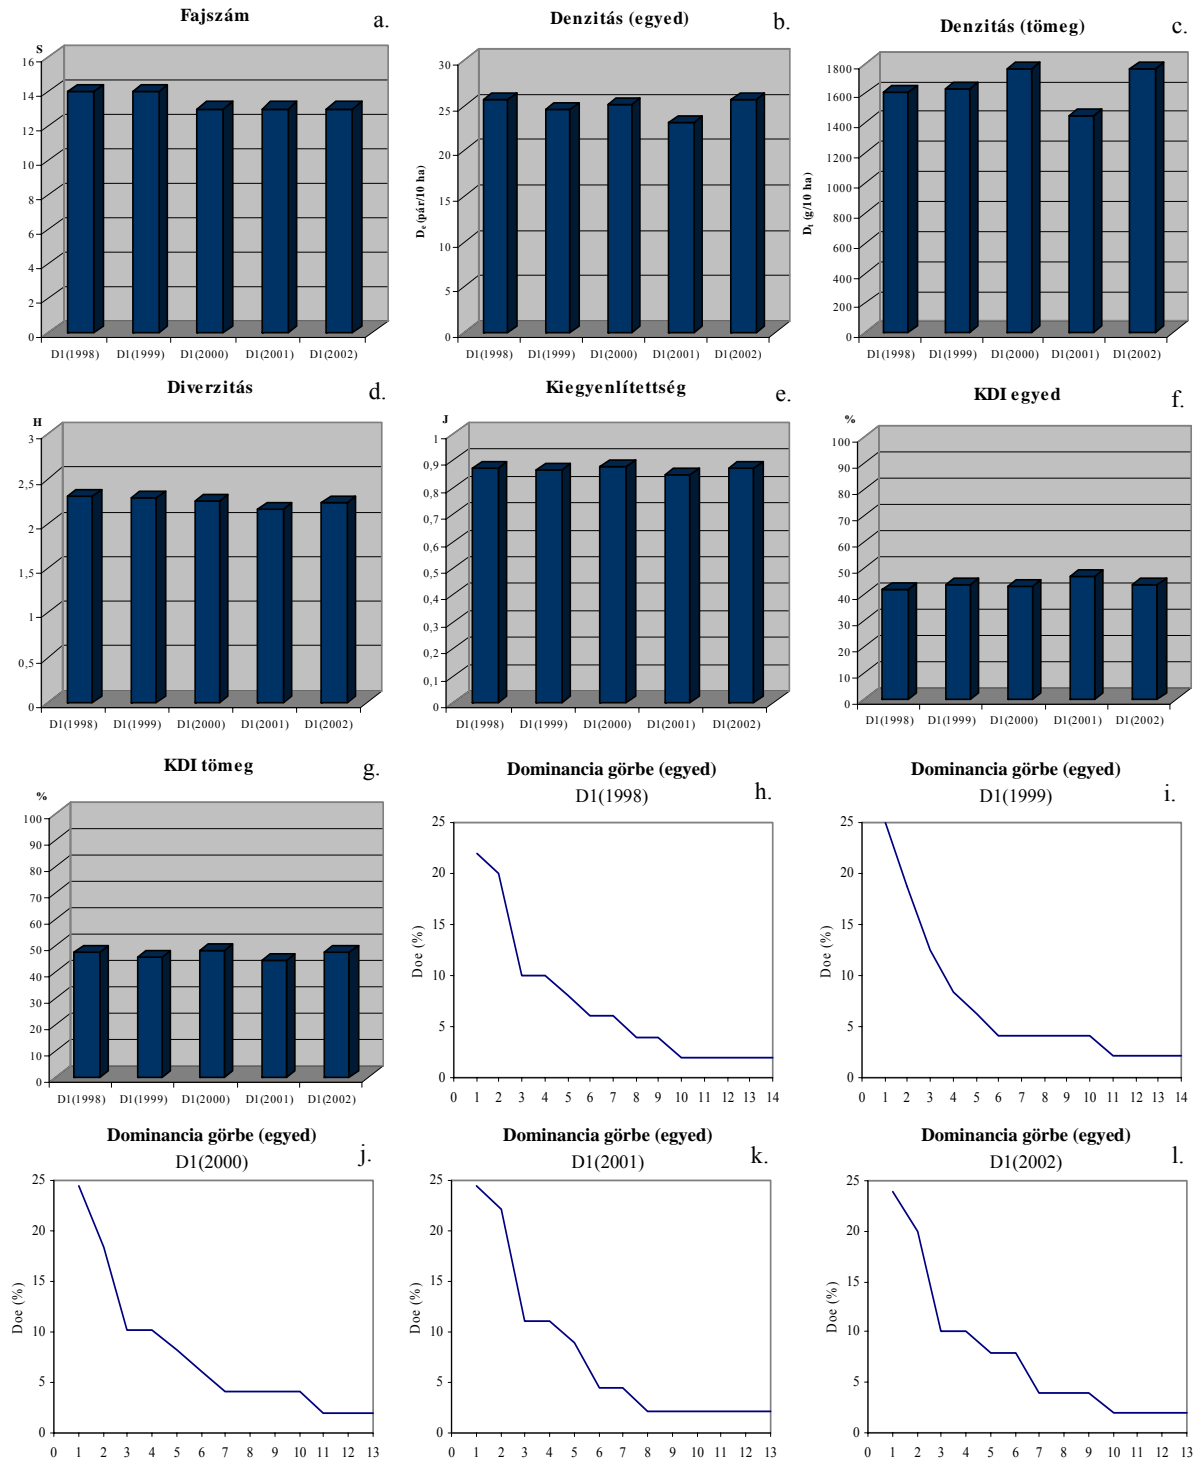 Fajszám
a.
S
16
14
12
10
8
6
4
2
0
D1(1998) D1(1999) D1(2000) D1(2001) D1(2002)
Denzitás (egyed)
b.
De (pár/10 ha)
30
25
20
15
10
5
0
D1(1998) D1(1999) D1(2000) D1(2001) D1(2002)
Denzitás (tömeg)
c.
Dt (g/10 ha)
1800
1600
1400
1200
1000
800
600
400
200
0
D1(1998) D1(1999) D1(2000) D1(2001) D1(2002)
Diverzitás
d.
H
3
2,5
2
1,5
1
0,5
0
D1(1998) D1(1999) D1(2000) D1(2001) D1(2002)
Kiegyenlítettség
e.
J
1
0,9
0,8
0,7
0,6
0,5
0,4
0,3
0,2
0,1
0
D1(1998) D1(1999) D1(2000) D1(2001) D1(2002)
KDI egyed
f.
%
100
90
80
70
60
50
40
30
20
10
0
D1(1998) D1(1999) D1(2000) D1(2001) D1(2002)
KDI tömeg
g.
%
100
90
80
70
60
50
40
30
20
10
0
D1(1998) D1(1999) D1(2000) D1(2001) D1(2002)
Dominancia görbe (egyed)
D1(1998)
h.
Doe (%)
25
20
15
10
5
0
0 1 2 3 4 5 6 7 8 9 10 11 12 13 14
Dominancia görbe (egyed)
D1(1999)
i.
Doe (%)
25
20
15
10
5
0
0 1 2 3 4 5 6 7 8 9 10 11 12 13 14
Dominancia görbe (egyed)
D1(2000)
j.
Doe (%)
25
20
15
10
5
0
0 1 2 3 4 5 6 7 8 9 10 11 12 13
Dominancia görbe (egyed)
D1(2001)
k.
Doe (%)
25
20
15
10
5
0
0 1 2 3 4 5 6 7 8 9 10 11 12 13
Dominancia görbe (egyed)
D1(2002)
l.
Doe (%)
25
20
15
10
5
0
0 1 2 3 4 5 6 7 8 9 10 11 12 13